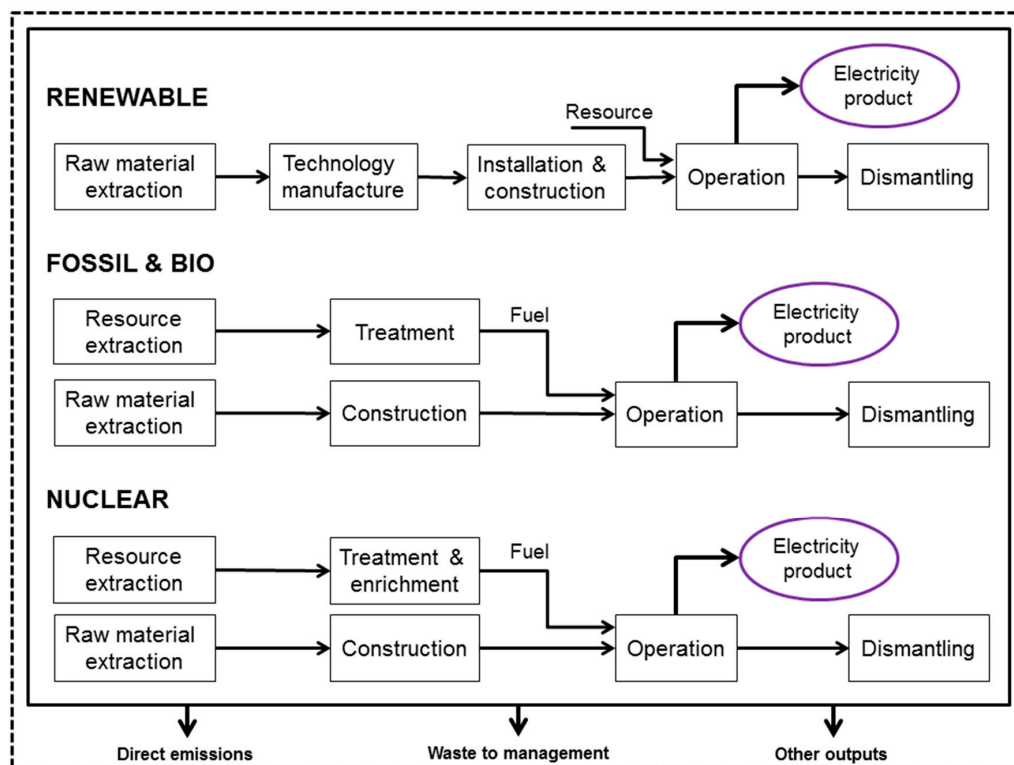 RENEWABLE
Electricity
product
Resource
Raw material
extraction
Technology
manufacture
Installation &
construction
Operation
Dismantling
FOSSIL & BIO
Resource
extraction
Treatment
Fuel
Electricity
product
Raw material
extraction
Construction
Operation
Dismantling
NUCLEAR
Resource
extraction
Treatment &
enrichment
Fuel
Electricity
product
Raw material
extraction
Construction
Operation
Dismantling
Direct emissions
Waste to management
Other outputs